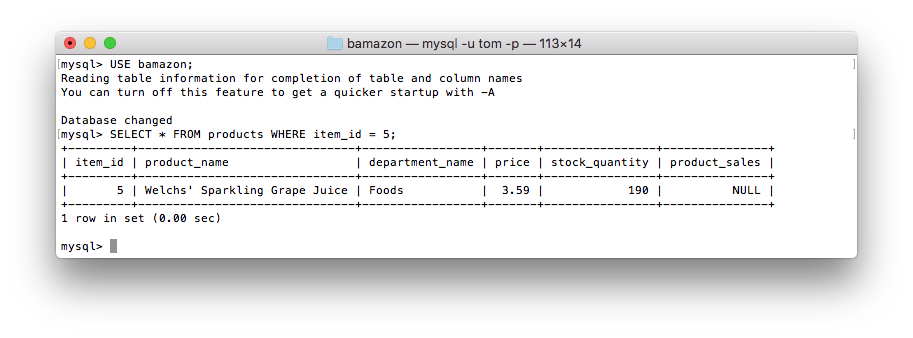 bamazon — mysql -u tom -p — 113×14
[mysql> USE bamazon; ]
Reading table information for completion of table and column names
You can turn off this feature to get a quicker startup with -A

Database changed
[mysql> SELECT * FROM products WHERE item_id = 5; ]
+---------+--------------------------------+-----------------+-------+----------------+---------------+
| item_id | product_name                   | department_name | price | stock_quantity | product_sales |
+---------+--------------------------------+-----------------+-------+----------------+---------------+
|       5 | Welchs' Sparkling Grape Juice | Foods           |  3.59 |            190 |          NULL |
+---------+--------------------------------+-----------------+-------+----------------+---------------+
1 row in set (0.00 sec)

mysql>